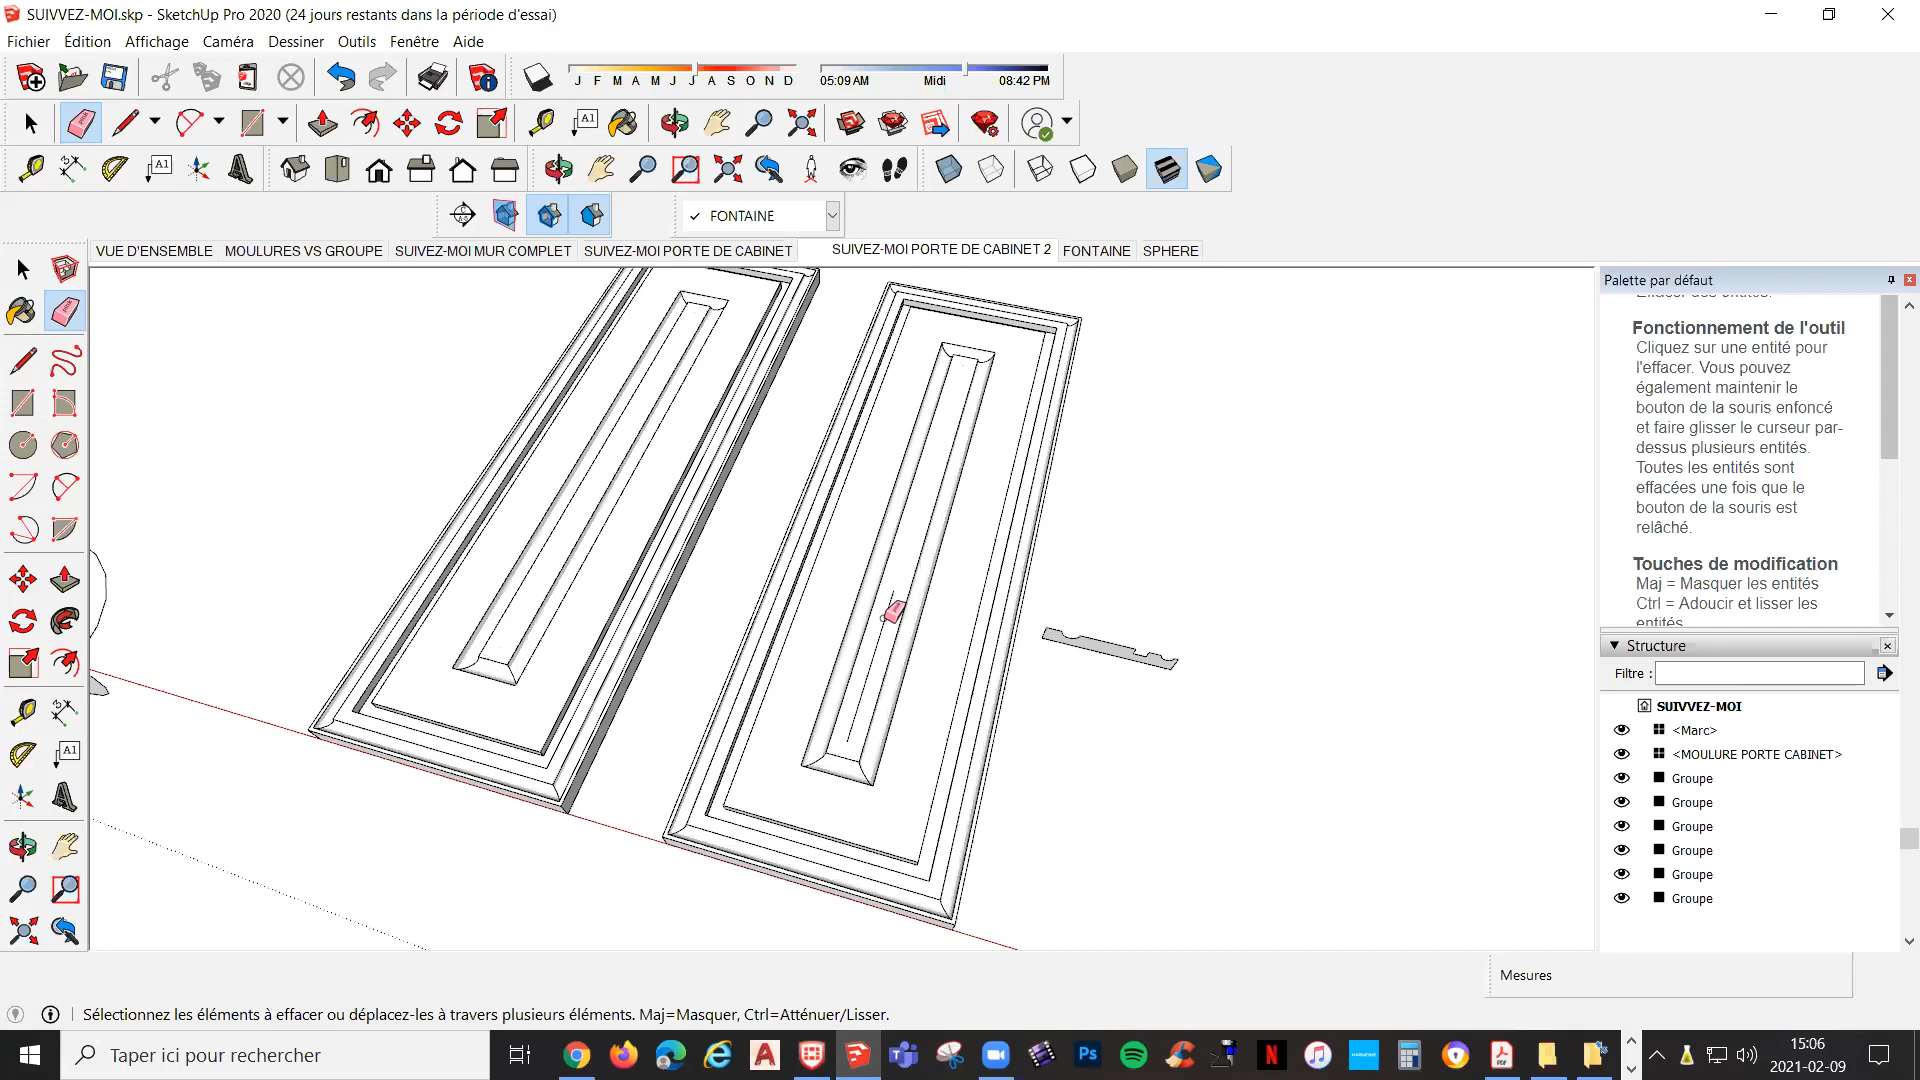 SUIVVEZ-MOI.skp - SketchUp Pro 2020 (24 jours restants dans la période d'essai)
Fichier Édition Affichage Caméra Dessiner Outils Fenêtre Aide
J F M A M J J A S O N D 05:09 AM Midi 08:42 PM
A1
A1
FONTAINE
VUE D'ENSEMBLE MOULURES VS GROUPE SUIVEZ-MOI MUR COMPLET SUIVEZ-MOI PORTE DE CABINET SUIVEZ-MOI PORTE DE CABINET 2 FONTAINE SPHERE
Palette par défaut
Effacer des entités.
Fonctionnement de l'outil
Cliquez sur une entité pour
l'effacer. Vous pouvez
également maintenir le
bouton de la souris enfoncé
et faire glisser le curseur par-
dessus plusieurs entités.
Toutes les entités sont
effacées une fois que le
bouton de la souris est
relâché.
Touches de modification
Maj = Masquer les entités
Ctrl = Adoucir et lisser les
entités
Structure
Filtre :
SUIVVEZ-MOI
<Marc>
<MOULURE PORTE CABINET>
Groupe
Groupe
Groupe
Groupe
Groupe
Groupe
A1
Mesures
Sélectionnez les éléments à effacer ou déplacez-les à travers plusieurs éléments. Maj=Masquer, Ctrl=Atténuer/Lisser.
Taper ici pour rechercher
Ps
15:06
2021-02-09